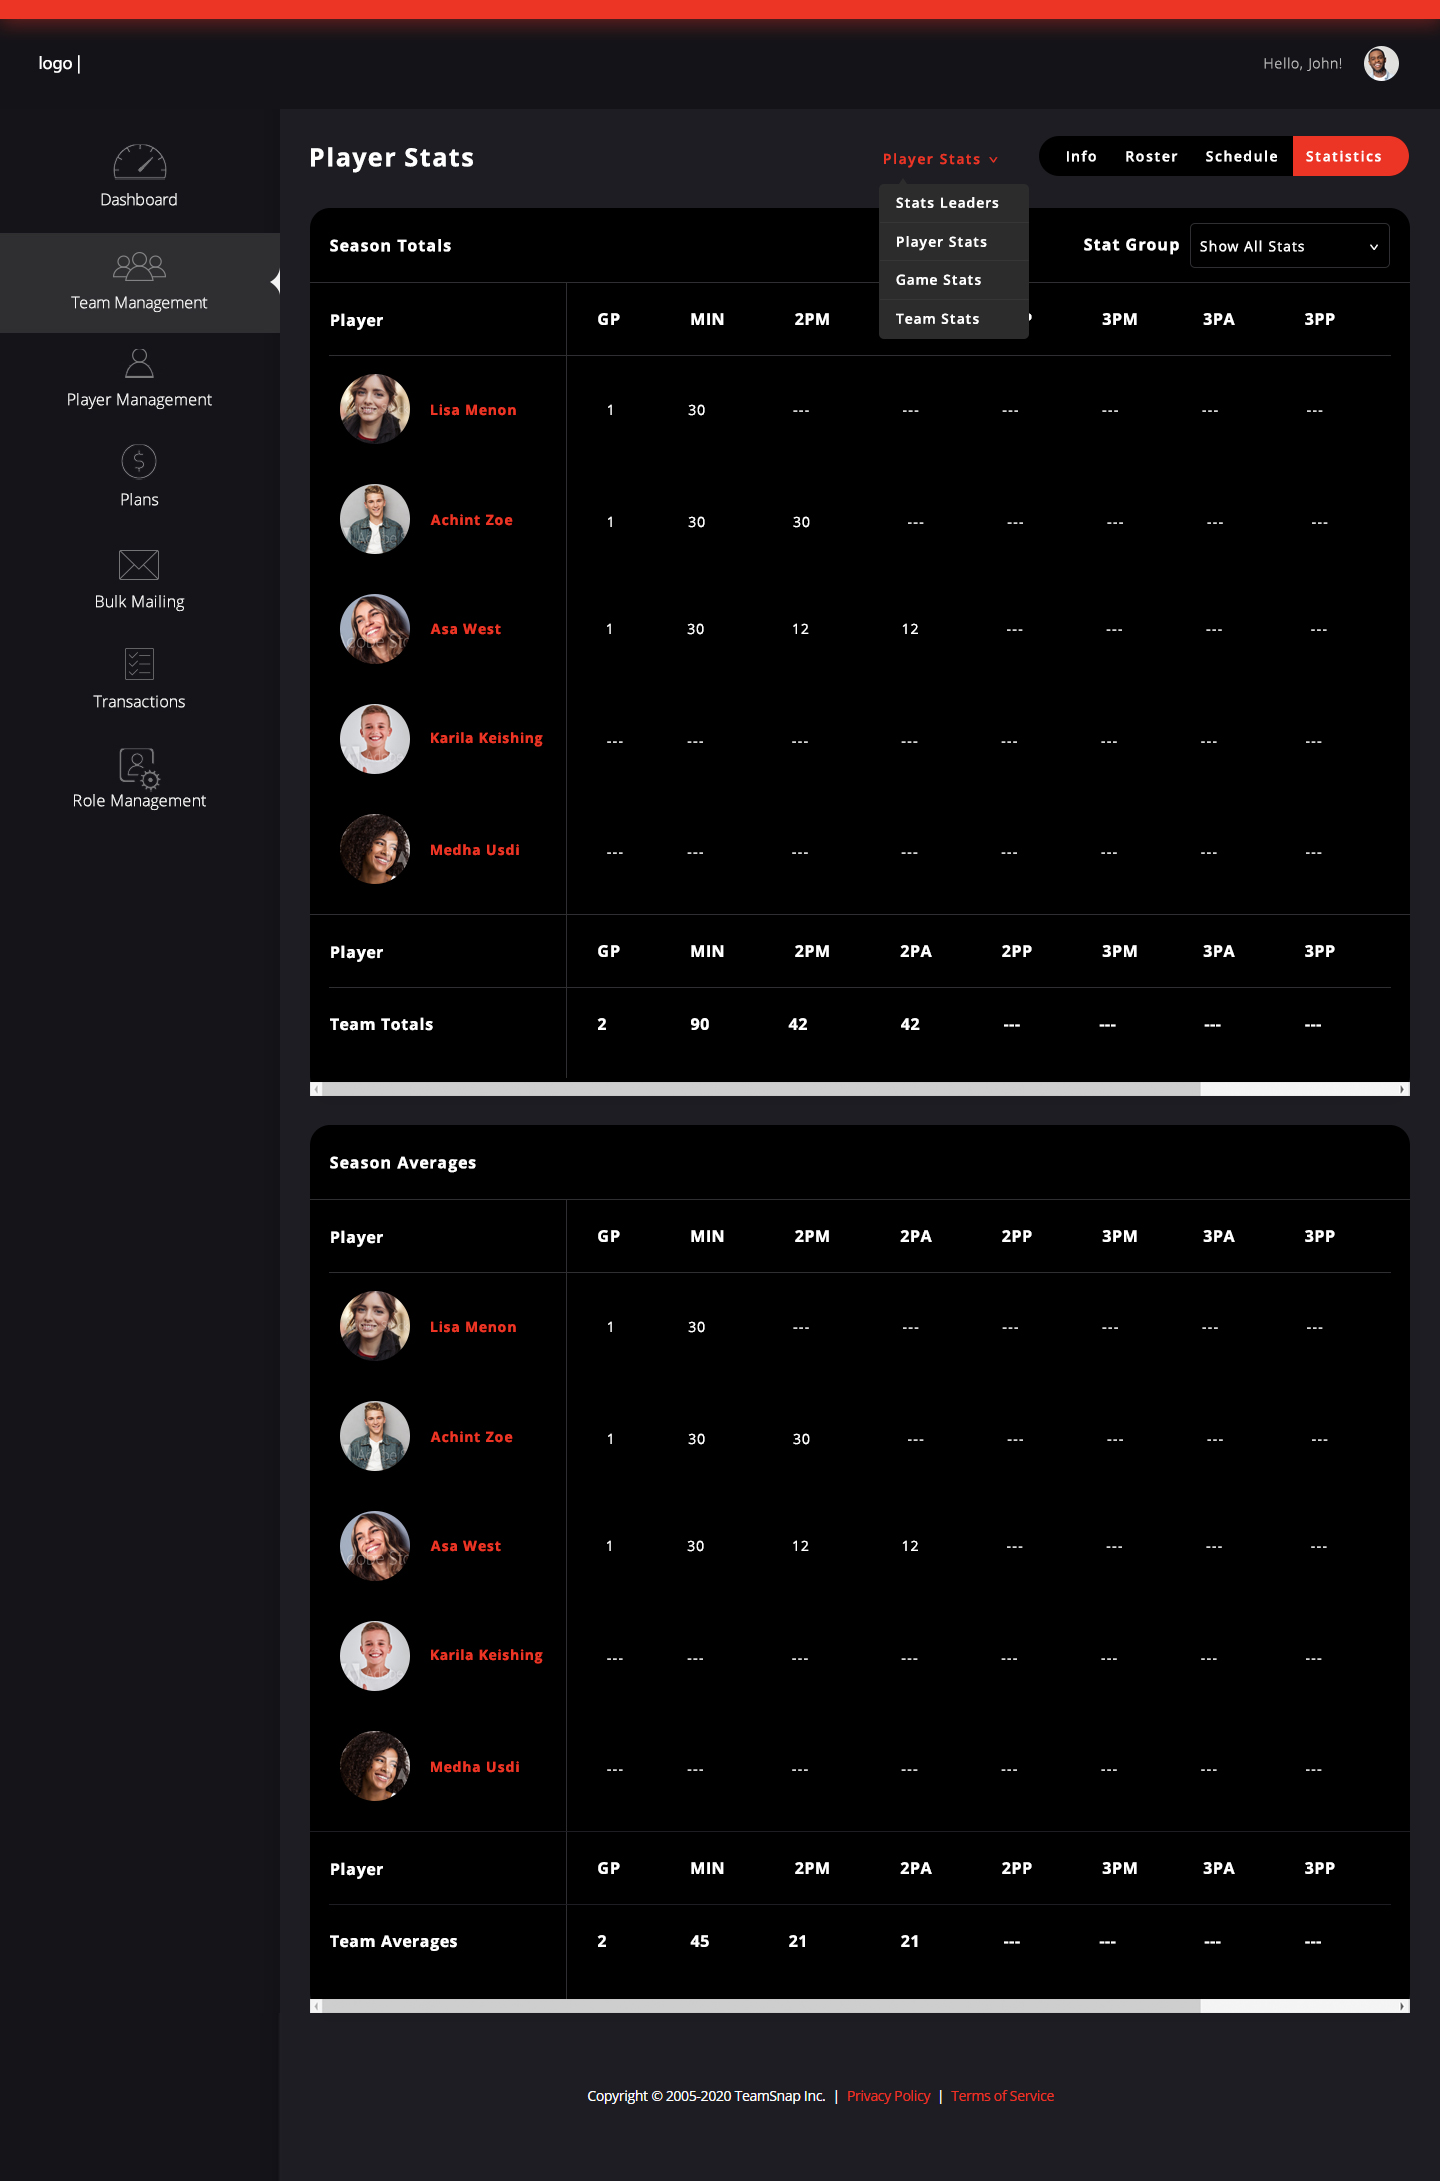 logo |
Hello, John!
Dashboard
Team Management
Player Management
Plans
Bulk Mailing
Transactions
Role Management
Player Stats
Player Stats
Stats Leaders
Player Stats
Game Stats
Team Stats
Info Roster Schedule Statistics
Season Totals
Stat Group Show All Stats
Player GP MIN 2PM 3PM 3PA 3PP
Lisa Menon 1 30 --- --- --- --- --- ---
Achint Zoe 1 30 30 --- --- --- --- ---
Asa West 1 30 12 12 --- --- --- ---
Karila Keishing --- --- --- --- --- --- --- ---
Medha Usdi --- --- --- --- --- --- --- ---
Player GP MIN 2PM 2PA 2PP 3PM 3PA 3PP
Team Totals 2 90 42 42 --- --- --- ---
Season Averages
Player GP MIN 2PM 2PA 2PP 3PM 3PA 3PP
Lisa Menon 1 30 --- --- --- --- --- ---
Achint Zoe 1 30 30 --- --- --- --- ---
Asa West 1 30 12 12 --- --- --- ---
Karila Keishing --- --- --- --- --- --- --- ---
Medha Usdi --- --- --- --- --- --- --- ---
Player GP MIN 2PM 2PA 2PP 3PM 3PA 3PP
Team Averages 2 45 21 21 --- --- --- ---
Copyright © 2005-2020 TeamSnap Inc. | Privacy Policy | Terms of Service